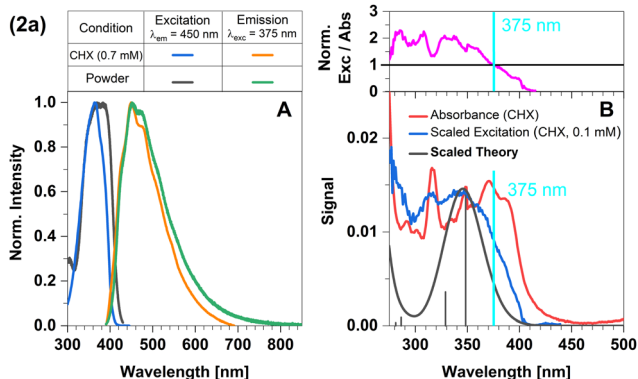 (2a)
Condition Excitation Emission
λem = 450 nm λexc = 375 nm
CHX (0.7 mM)
Powder
A
1.0
0.8
0.6
0.4
0.2
0.0
Norm. Intensity
300 400 500 600 700 800
Wavelength [nm]
3
2
1
0
Norm.
Exc / Abs
375 nm
B
Absorbance (CHX)
Scaled Excitation (CHX, 0.1 mM)
Scaled Theory
375 nm
0.02
0.01
0.00
Signal
300 350 400 450 500
Wavelength [nm]